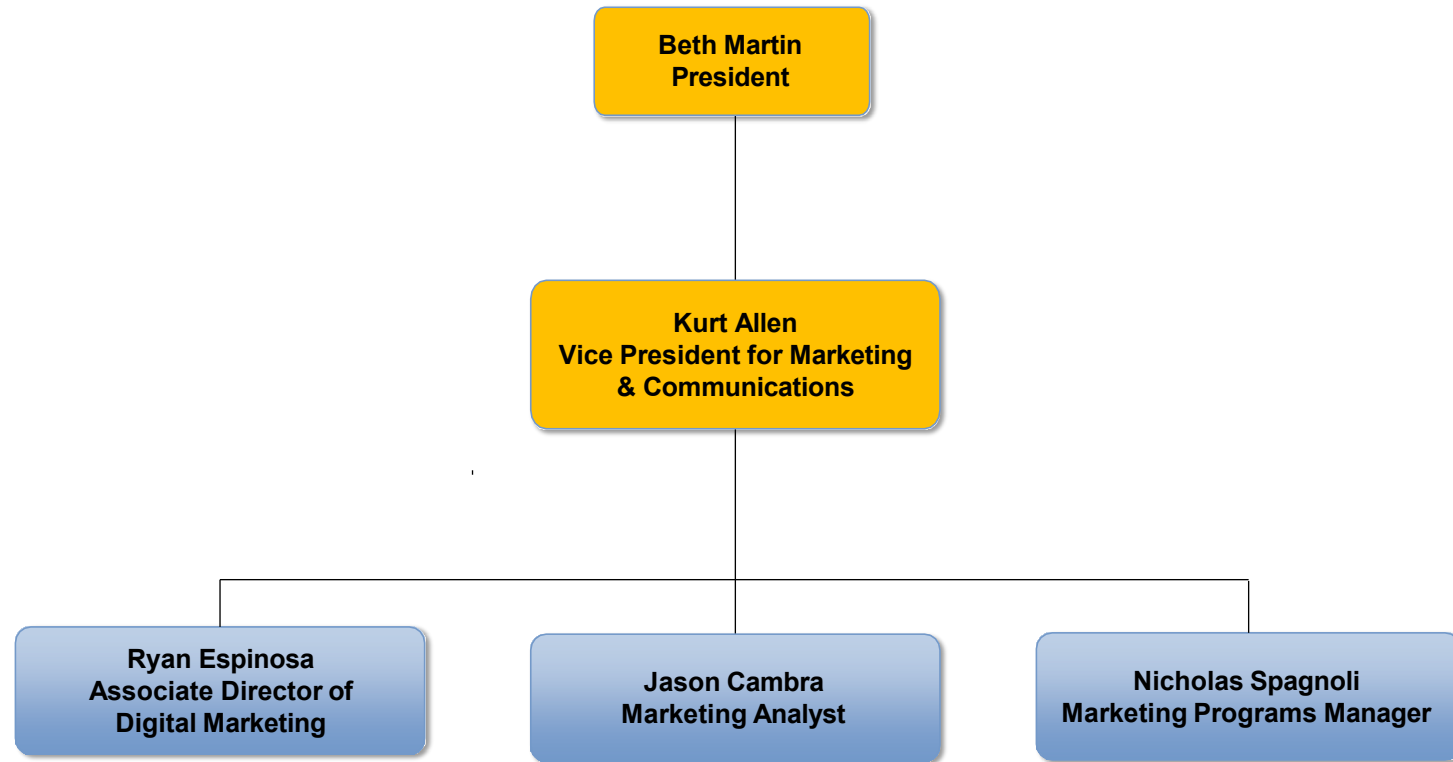 Beth Martin
President
Kurt Allen
Vice President for Marketing
& Communications
Ryan Espinosa
Associate Director of
Digital Marketing
Jason Cambra
Marketing Analyst
Nicholas Spagnoli
Marketing Programs Manager